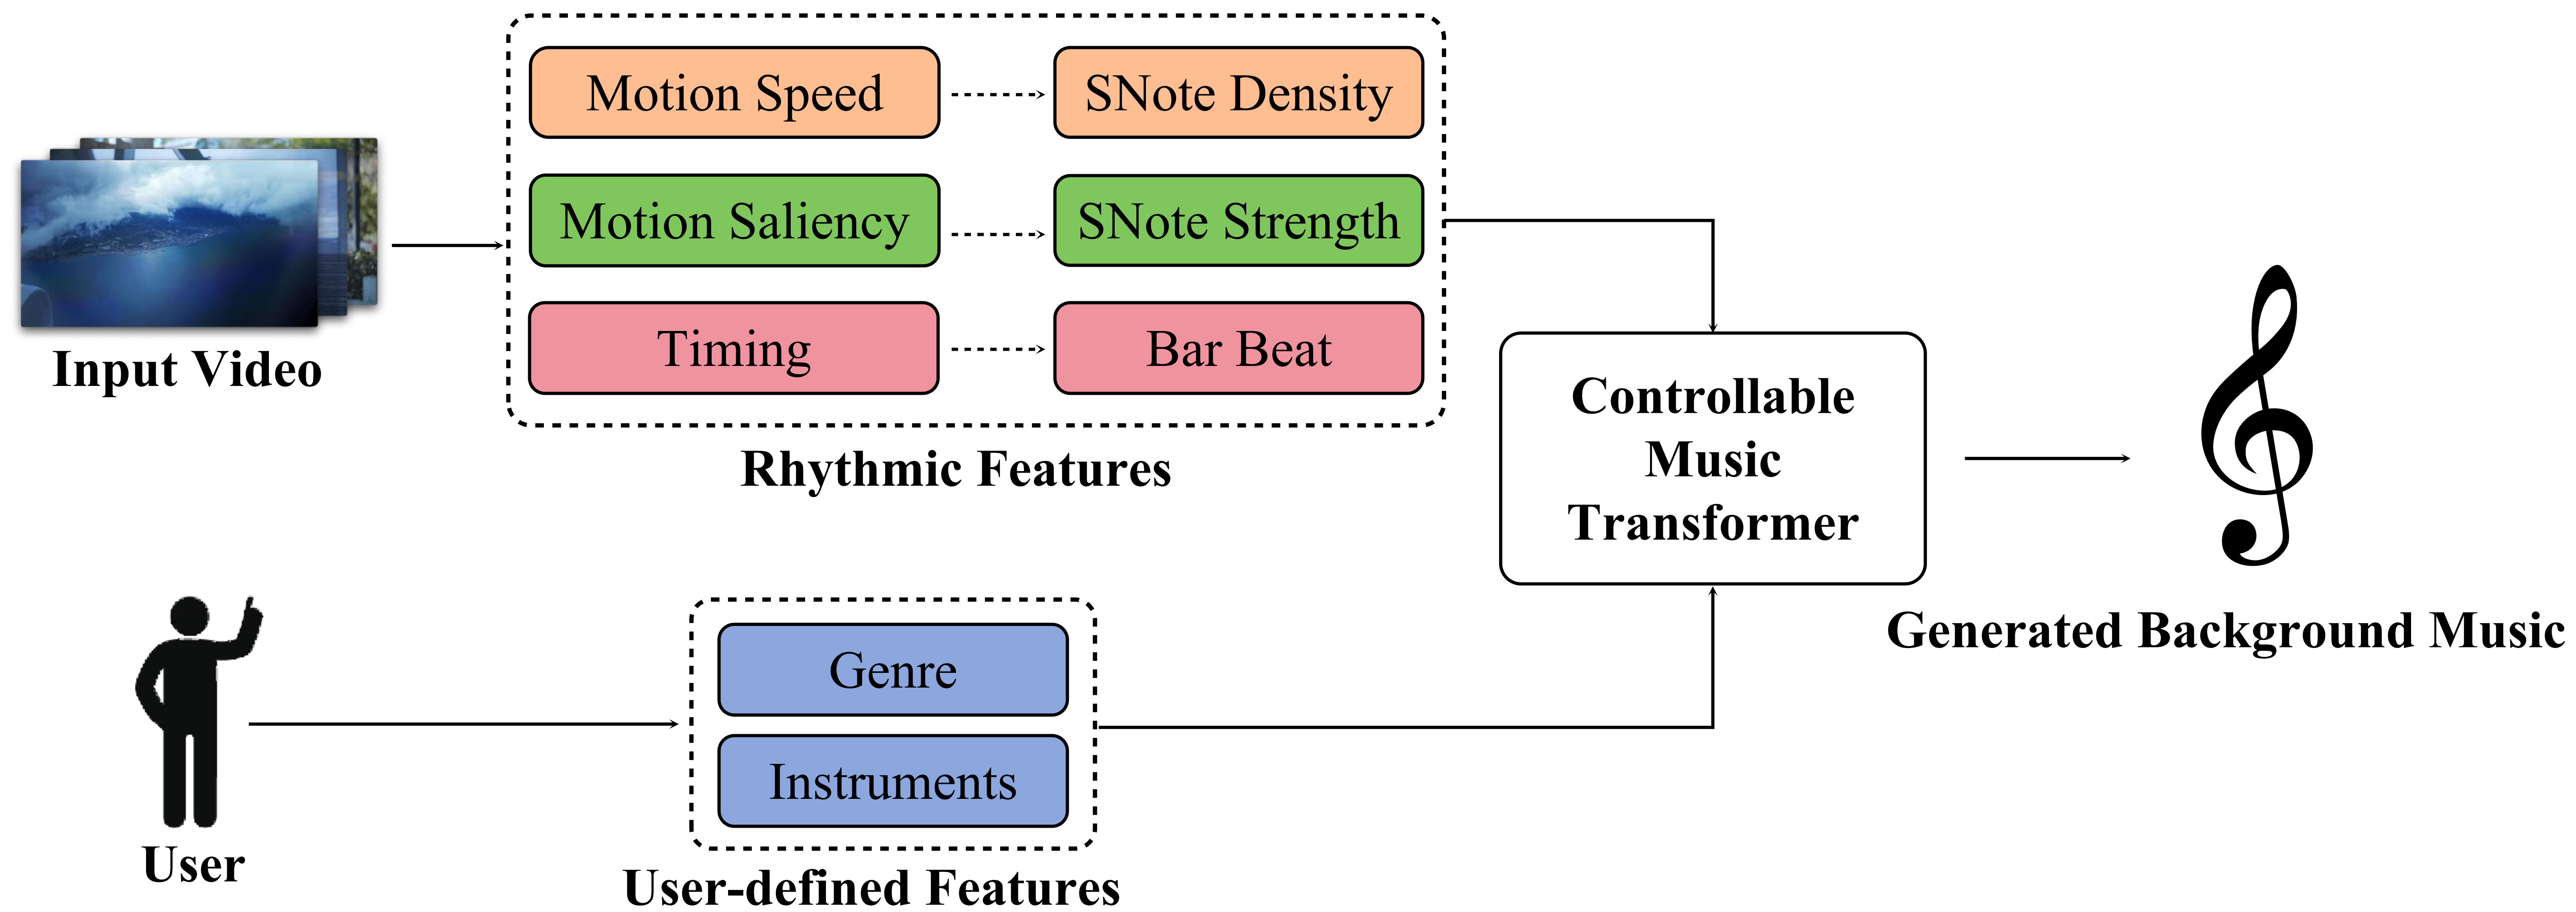 Motion Speed
SNote Density
Motion Saliency
SNote Strength
Timing
Bar Beat
Input Video
Rhythmic Features
Controllable
Music
Transformer
Generated Background Music
Genre
Instruments
User
User-defined Features